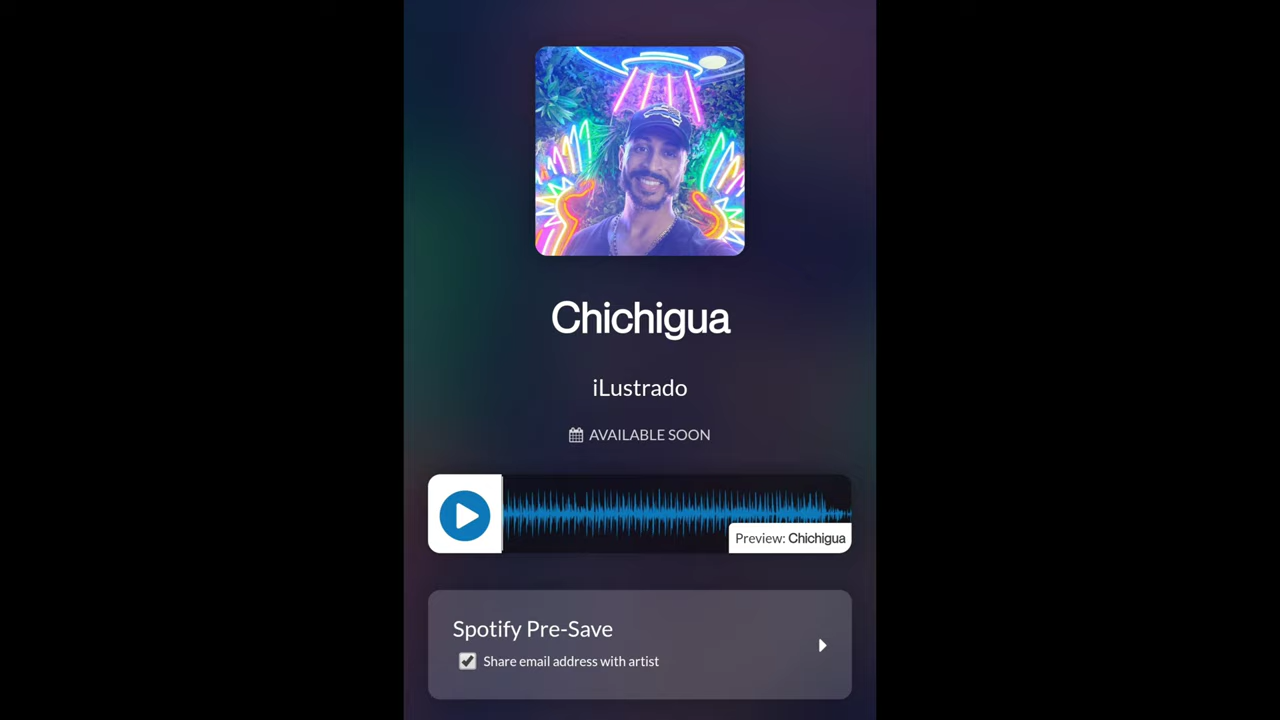 Chichigua
iLustrado
AVAILABLE SOON
Preview: Chichigua
Spotify Pre-Save
Share email address with artist